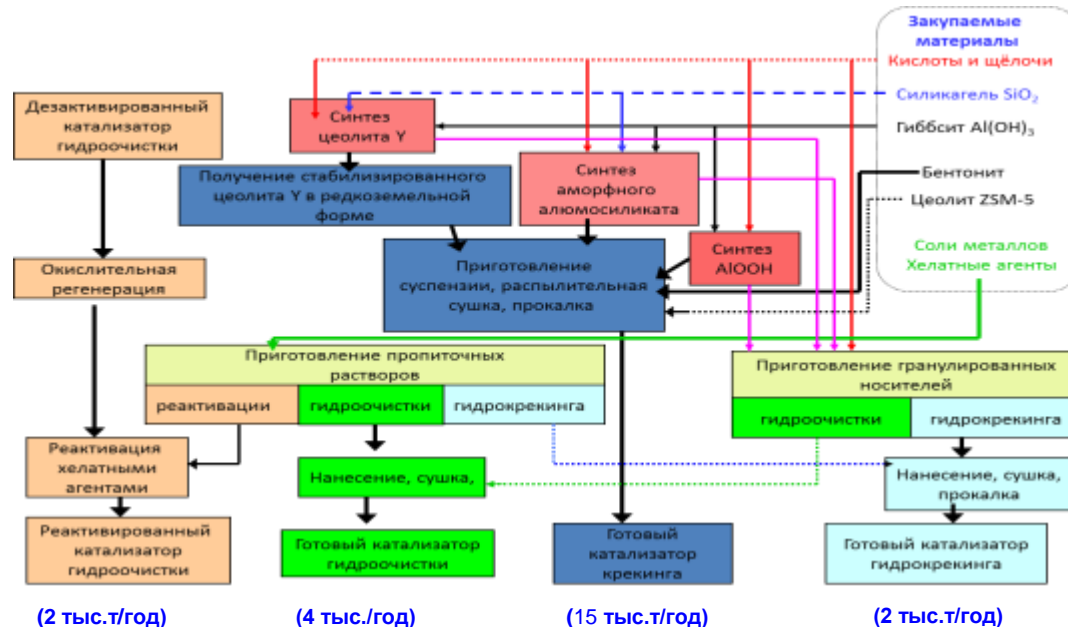 Закупаемые
материалы
Кислоты и щёлочи
Силикагель SiO₂
Гиббсит Al(OH)₃
Бентонит
Цеолит ZSM-5
Соли металлов
Хелатные агенты
Дезактивированный
катализатор
гидроочистки
Синтез
цеолита Y
Получение стабилизированного
цеолита Y в редкоземельной
форме
Синтез
аморфного
алюмосиликата
Синтез
AlOOH
Окислительная
регенерация
Приготовление
суспензии, распылительная
сушка, прокалка
Приготовление пропиточных
растворов
реактивации
гидроочистки
гидрокрекинга
Приготовление гранулированных
носителей
гидроочистки
гидрокрекинга
Реактивация
хелатными
агентами
Нанесение, сушка,
Нанесение, сушка,
прокалка
Реактивированный
катализатор
гидроочистки
Готовый катализатор
гидроочистки
Готовый
катализатор
крекинга
Готовый катализатор
гидрокрекинга
(2 тыс.т/год)
(4 тыс./год)
(15 тыс.т/год)
(2 тыс.т/год)